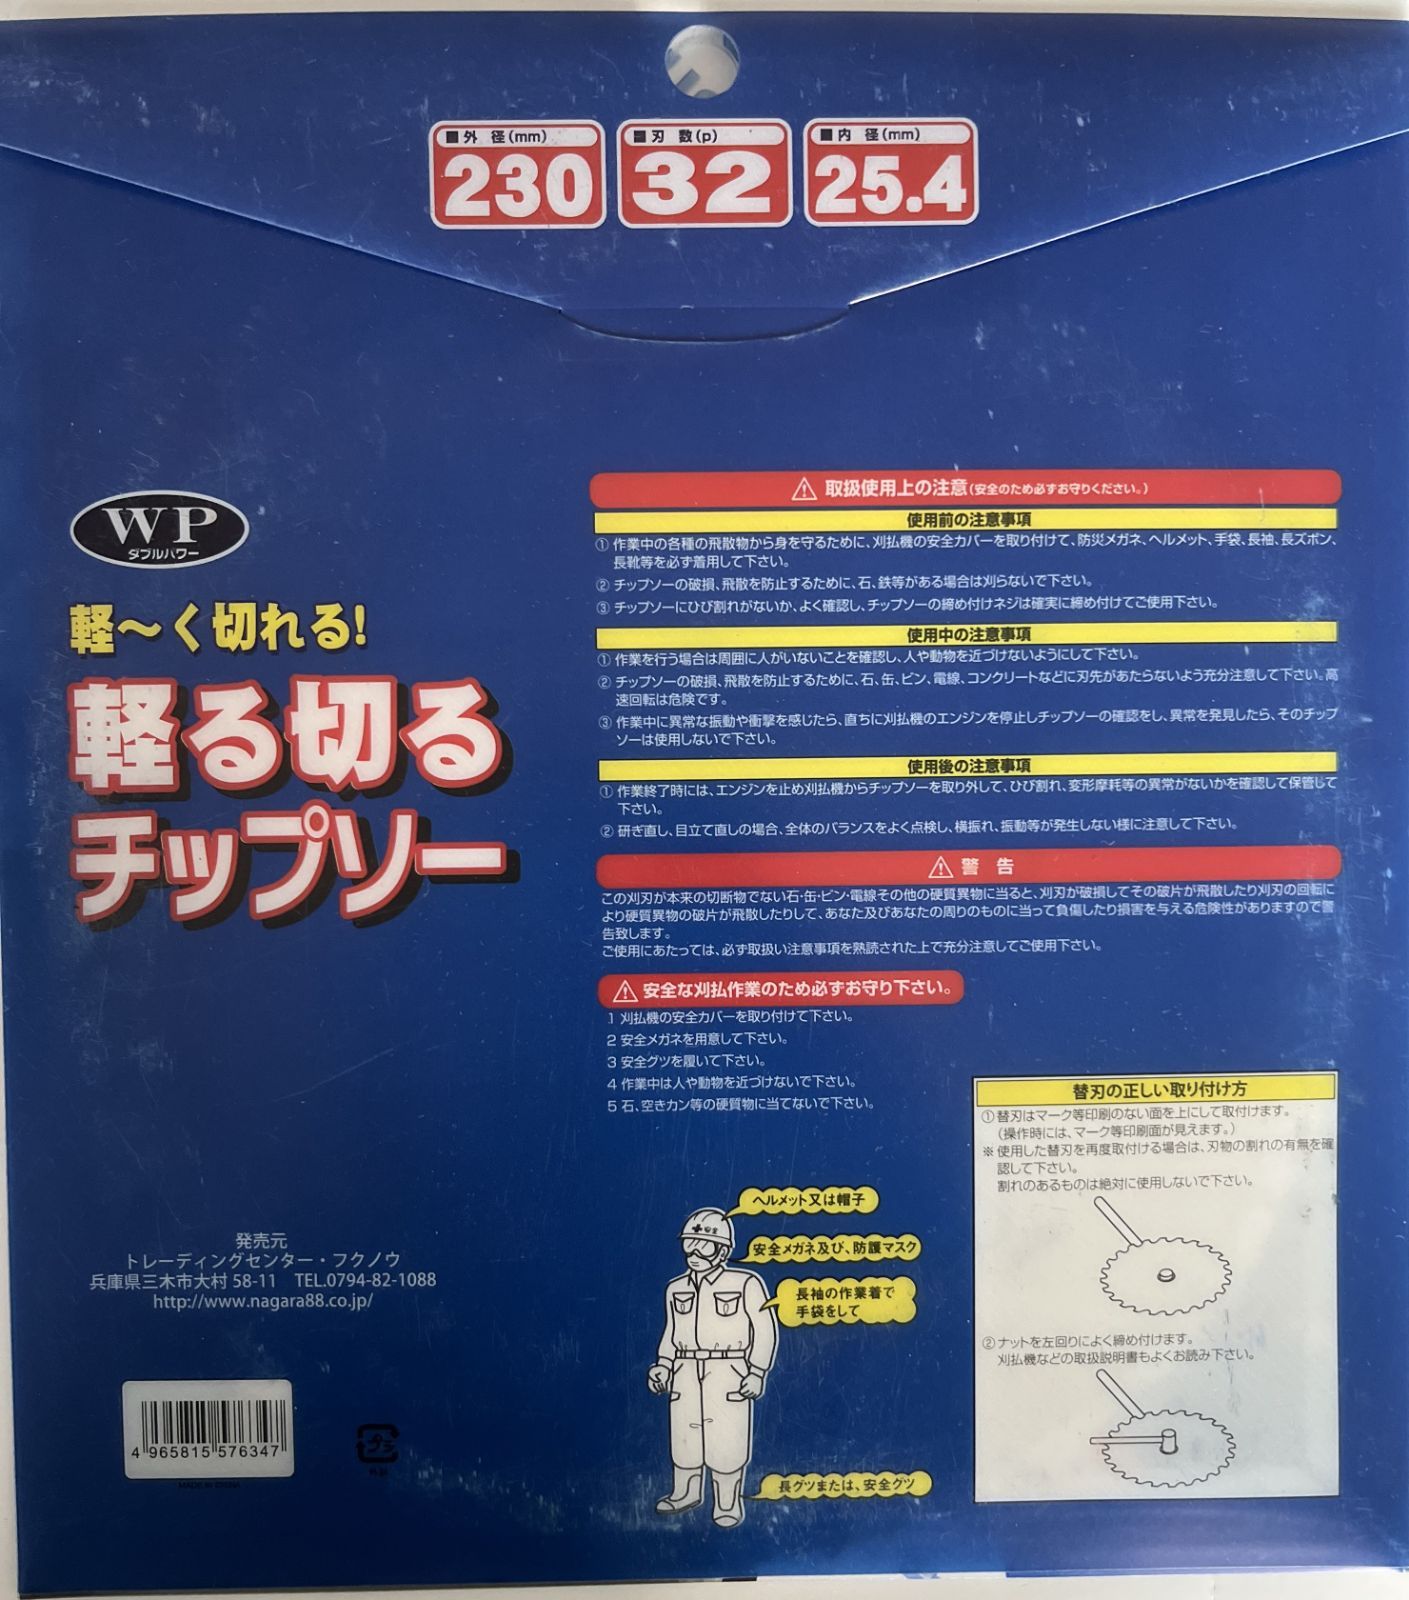 ■外 径(mm)
230
■刃 数(p)
32
■内 径(mm)
25.4
WP
ダブルパワー
軽〜く切れる!
軽る切る
チップソー
⚠ 取扱使用上の注意(安全のため必ずお守りください。)
使用前の注意事項
① 作業中の各種の飛散物から身を守るために、刈払機の安全カバーを取り付けて、防災メガネ、ヘルメット、手袋、長袖、長ズボン、
長靴等を必ず着用して下さい。
② チップソーの破損、飛散を防止するために、石、鉄等がある場合は刈らないで下さい。
③ チップソーにひび割れがないか、よく確認し、チップソーの締め付けネジは確実に締め付けてご使用下さい。
使用中の注意事項
① 作業を行う場合は周囲に人がいないことを確認し、人や動物を近づけないようにして下さい。
② チップソーの破損、飛散を防止するために、石、缶、ビン、電線、コンクリートなどに刃先があたらないよう充分注意して下さい。高
速回転は危険です。
③ 作業中に異常な振動や衝撃を感じたら、直ちに刈払機のエンジンを停止しチップソーの確認をし、異常を発見したら、そのチップ
ソーは使用しないで下さい。
使用後の注意事項
① 作業終了時には、エンジンを止め刈払機からチップソーを取り外して、ひび割れ、変形摩耗等の異常がないかを確認して保管して
下さい。
② 研ぎ直し、目立て直しの場合、全体のバランスをよく点検し、横振れ、振動等が発生しない様に注意して下さい。
⚠ 警 告
この刈刃が本来の切断物でない石・缶・ビン・電線その他の硬質異物に当ると、刈刃が破損してその破片が飛散したり刈刃の回転に
より硬質異物の破片が飛散したりして、あなた及びあなたの周りのものに当って負傷したり損害を与える危険性がありますので警
告致します。
ご使用にあたっては、必ず取扱い注意事項を熟読された上で充分注意してご使用下さい。
⚠ 安全な刈払作業のため必ずお守り下さい。
1 刈払機の安全カバーを取り付けて下さい。
2 安全メガネを用意して下さい。
3 安全グツを履いて下さい。
4 作業中は人や動物を近づけないで下さい。
5 石、空きカン等の硬質物に当てないで下さい。
替刃の正しい取り付け方
①替刃はマーク等印刷のない面を上にして取付けます。
(操作時には、マーク等印刷面が見えます。)
※ 使用した替刃を再度取付ける場合は、刃物の割れの有無を確
認して下さい。
割れのあるものは絶対に使用しないで下さい。
② ナットを左回りによく締め付けます。
刈払機などの取扱説明書もよくお読み下さい。
ヘルメット又は帽子
安全
安全メガネ及び、防護マスク
長袖の作業着で
手袋をして
長グツまたは、安全グツ
発売元
トレーディングセンター・フクノウ
兵庫県三木市大村 58-11 TEL.0794-82-1088
http://www.nagara88.co.jp/
4 965815 576347
MADE IN CHINA
プラ
外装